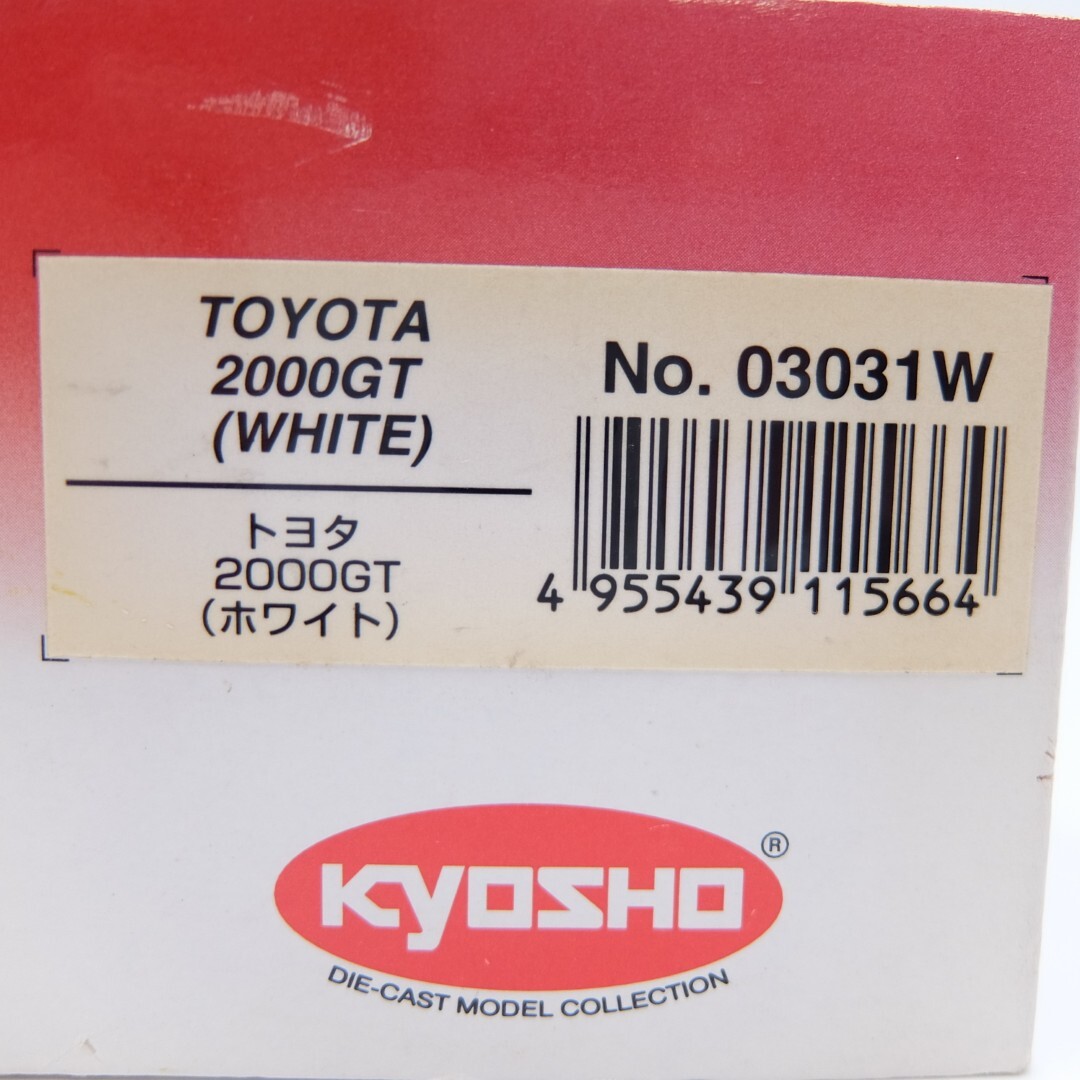 TOYOTA
2000GT
(WHITE)
トヨタ
2000GT
(ホワイト)
No. 03031W
4 955439 115664
KYOSHO ®
DIE-CAST MODEL COLLECTION